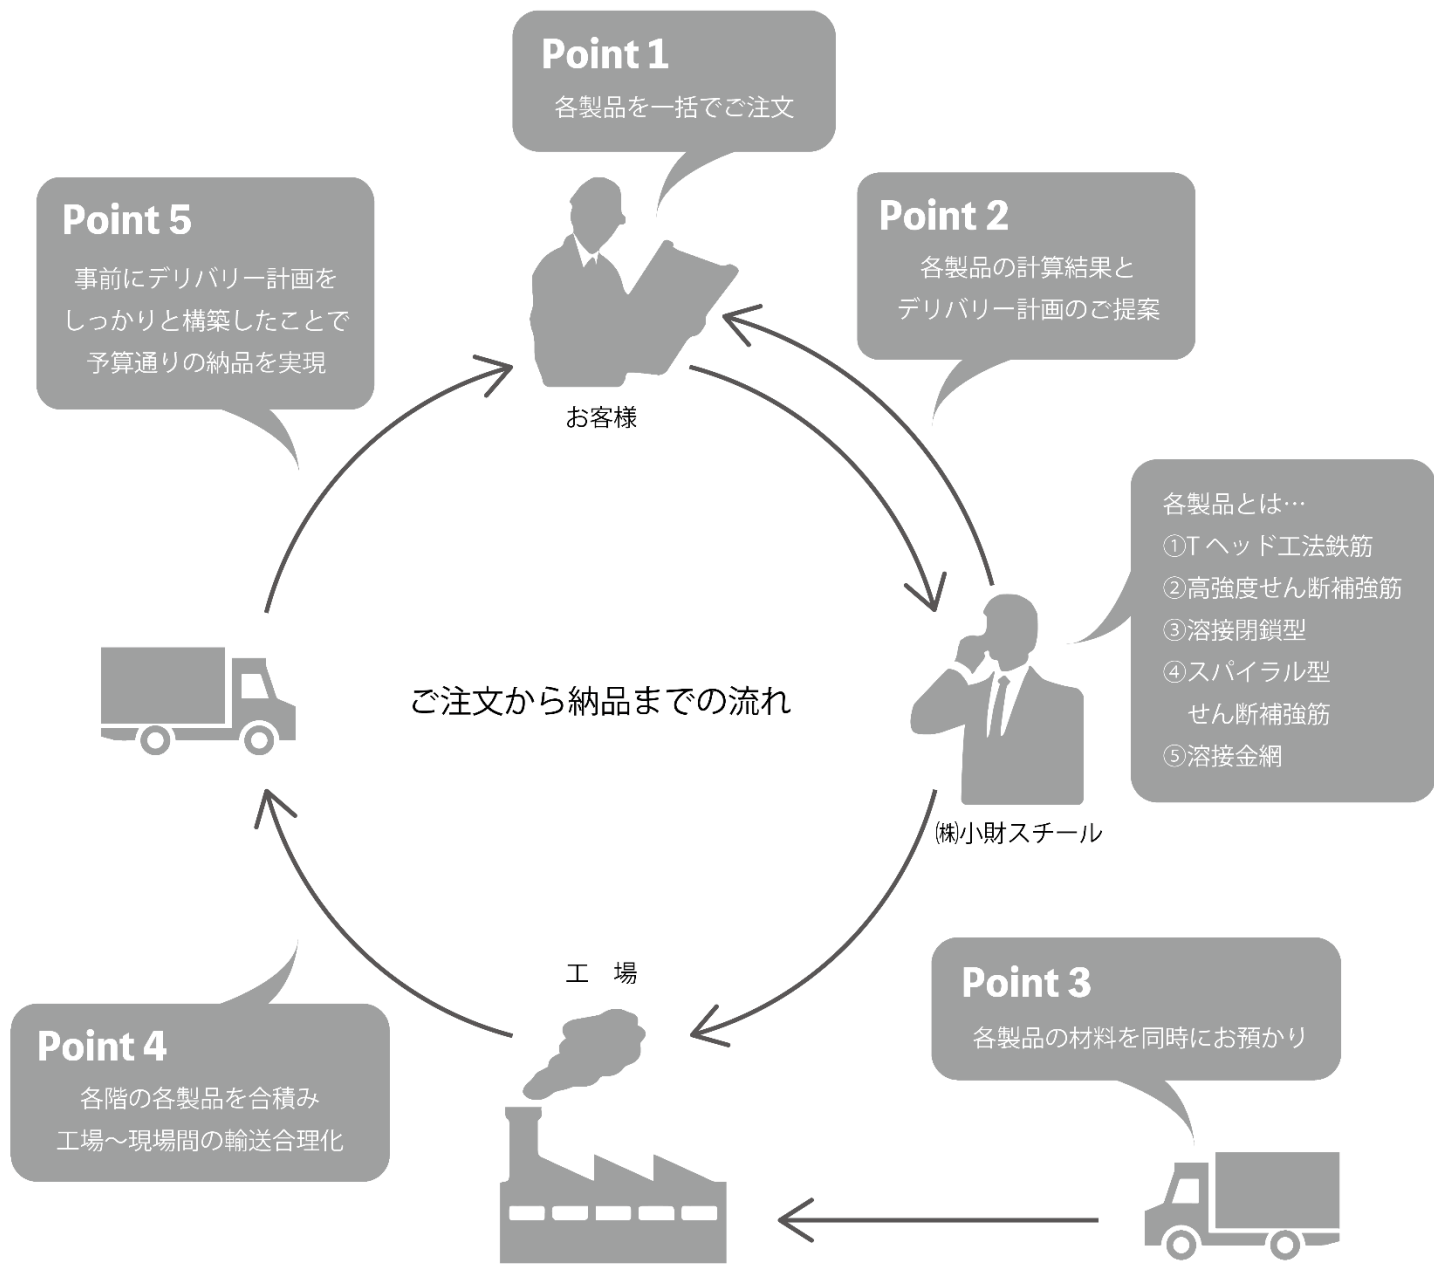 Point 1
各製品を一括でご注文
Point 2
各製品の計算結果と
デリバリー計画のご提案
Point 5
事前にデリバリー計画を
しっかりと構築したことで
予算通りの納品を実現
お客様
各製品とは…
①T ヘッド工法鉄筋
②高強度せん断補強筋
③溶接閉鎖型
④スパイラル型
せん断補強筋
⑤溶接金網
ご注文から納品までの流れ
㈱小財スチール
工　場
Point 3
各製品の材料を同時にお預かり
Point 4
各階の各製品を合積み
工場～現場間の輸送合理化